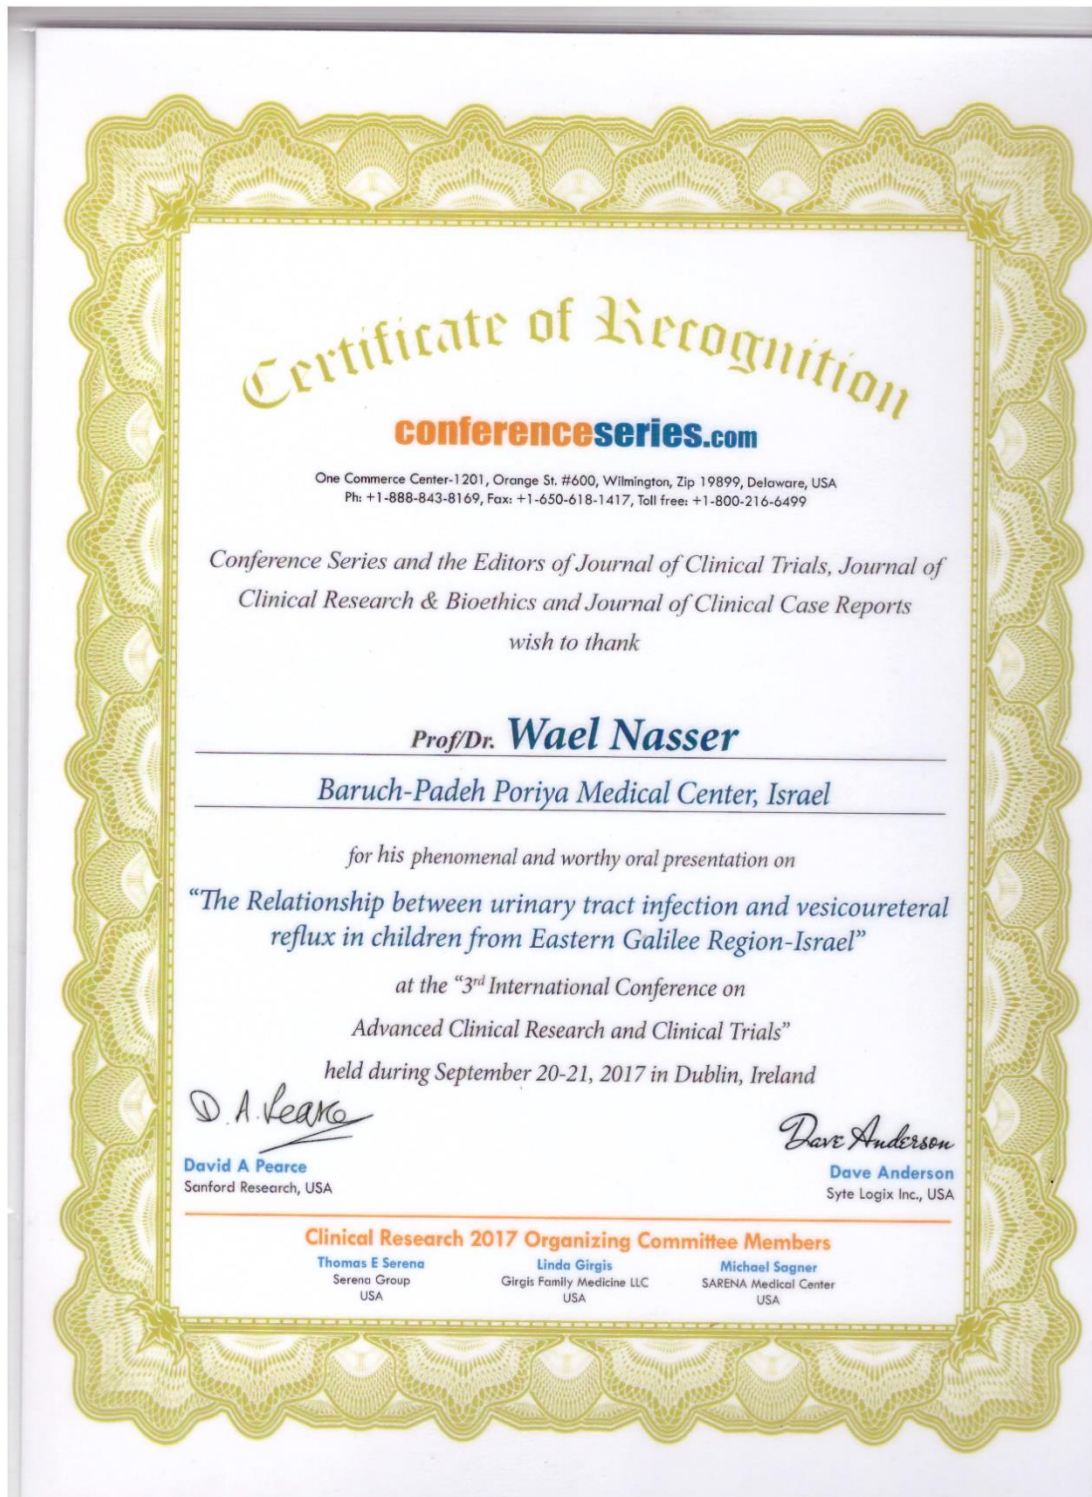 Certificate of Recognition
conferenceseries.com
One Commerce Center-1201, Orange St. #600, Wilmington, Zip 19899, Delaware, USA
Ph: +1-888-843-8169, Fax: +1-650-618-1417, Toll free: +1-800-216-6499
Conference Series and the Editors of Journal of Clinical Trials, Journal of
Clinical Research & Bioethics and Journal of Clinical Case Reports
wish to thank
Prof/Dr. Wael Nasser
Baruch-Padeh Poriya Medical Center, Israel
for his phenomenal and worthy oral presentation on
“The Relationship between urinary tract infection and vesicoureteral
reflux in children from Eastern Galilee Region-Israel”
at the “3rd International Conference on
Advanced Clinical Research and Clinical Trials”
held during September 20-21, 2017 in Dublin, Ireland
D. A. Pearce
Dave Anderson
David A Pearce
Sanford Research, USA
Dave Anderson
Syte Logix Inc., USA
Clinical Research 2017 Organizing Committee Members
Thomas E Serena
Serena Group
USA
Linda Girgis
Girgis Family Medicine LLC
USA
Michael Sagner
SARENA Medical Center
USA